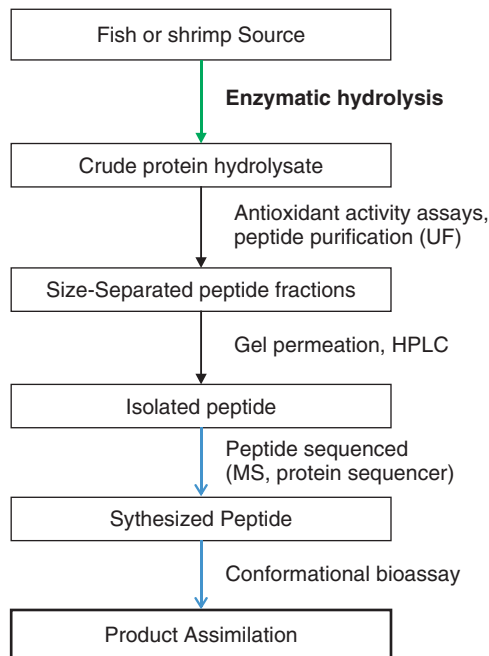 Fish or shrimp Source
Enzymatic hydrolysis
Crude protein hydrolysate
Antioxidant activity assays,
peptide purification (UF)
Size-Separated peptide fractions
Gel permeation, HPLC
Isolated peptide
Peptide sequenced
(MS, protein sequencer)
Sythesized Peptide
Conformational bioassay
Product Assimilation